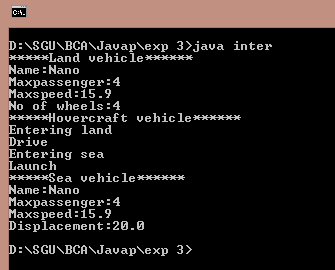 D:\SGU\BCA\Javap\exp 3>java inter
*****Land vehicle******
Name:Nano
Maxpassenger:4
Maxspeed:15.9
No of wheels:4
*****Hovercraft vehicle******
Entering land
Drive
Entering sea
Launch
*****Sea vehicle******
Name:Nano
Maxpassenger:4
Maxspeed:15.9
Displacement:20.0
D:\SGU\BCA\Javap\exp 3>